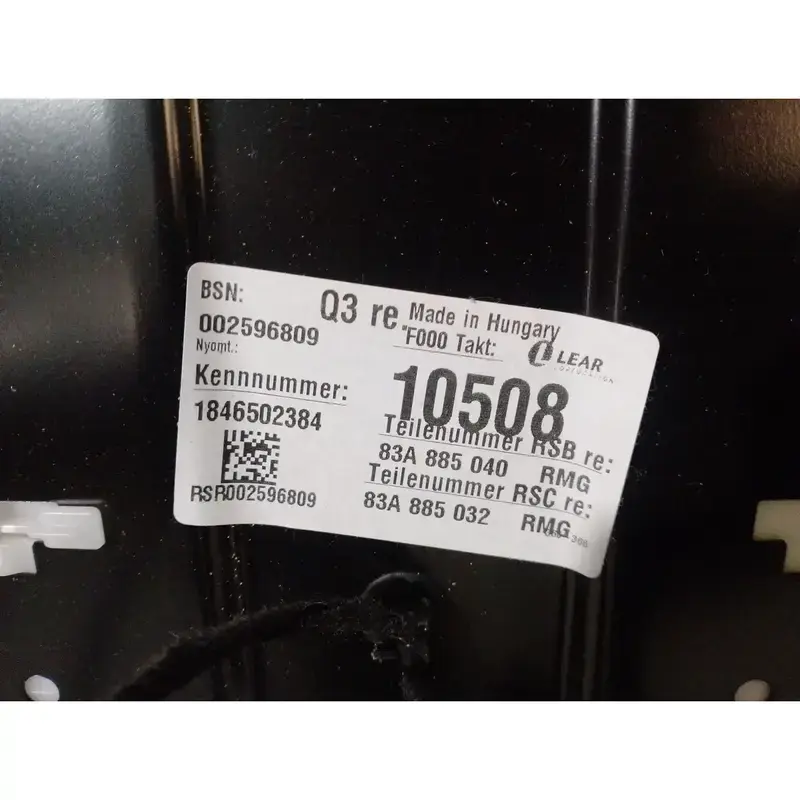 BSN:
Q3 re
Made in Hungary
002596809
"F000 Takt:
LEAR
CORPORATION
Nyomt.:
Kennnummer:
10508
1846502384
Teilenummer RSB re:
83A 885 040 RMG
Teilenummer RSC re:
RSR002596809
83A 885 032 RMG